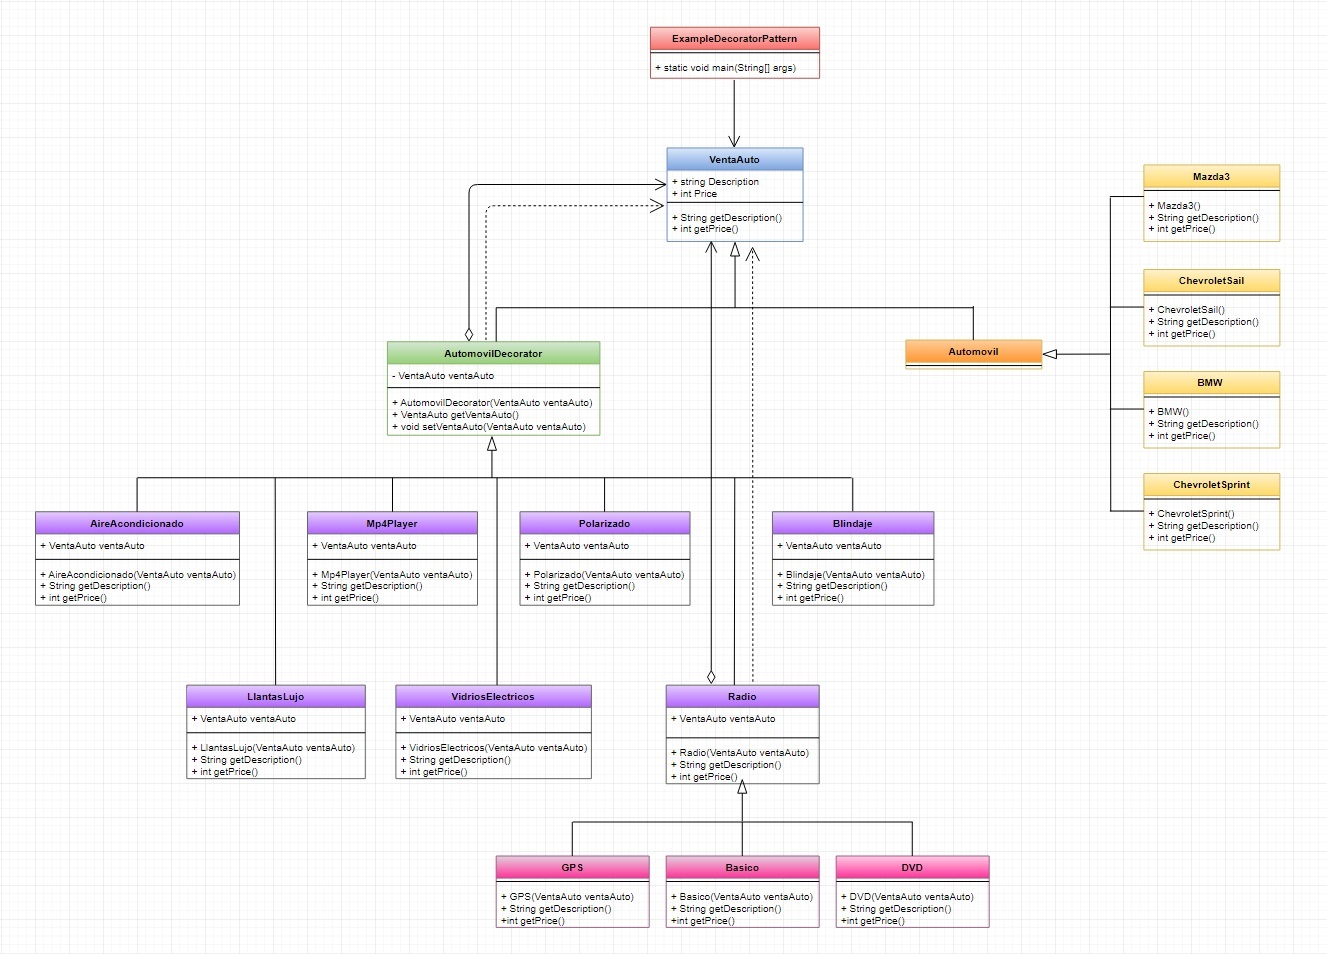 ExampleDecoratorPattern
+ static void main(String[] args)
VentaAuto
+ string Description
+ int Price
+ String getDescription()
+ int getPrice()
Mazda3
+ Mazda3()
+ String getDescription()
+ int getPrice()
ChevroletSail
+ ChevroletSail()
+ String getDescription()
+ int getPrice()
AutomovilDecorator
- VentaAuto ventaAuto
+ AutomovilDecorator(VentaAuto ventaAuto)
+ VentaAuto getVentaAuto()
+ void setVentaAuto(VentaAuto ventaAuto)
Automovil
BMW
+ BMW()
+ String getDescription()
+ int getPrice()
ChevroletSprint
+ ChevroletSprint()
+ String getDescription()
+ int getPrice()
AireAcondicionado
+ VentaAuto ventaAuto
+ AireAcondicionado(VentaAuto ventaAuto)
+ String getDescription()
+ int getPrice()
Mp4Player
+ VentaAuto ventaAuto
+ Mp4Player(VentaAuto ventaAuto)
+ String getDescription()
+ int getPrice()
Polarizado
+ VentaAuto ventaAuto
+ Polarizado(VentaAuto ventaAuto)
+ String getDescription()
+ int getPrice()
Blindaje
+ VentaAuto ventaAuto
+ Blindaje(VentaAuto ventaAuto)
+ String getDescription()
+ int getPrice()
LlantasLujo
+ VentaAuto ventaAuto
+ LlantasLujo(VentaAuto ventaAuto)
+ String getDescription()
+ int getPrice()
VidriosElectricos
+ VentaAuto ventaAuto
+ VidriosElectricos(VentaAuto ventaAuto)
+ String getDescription()
+ int getPrice()
Radio
+ VentaAuto ventaAuto
+ Radio(VentaAuto ventaAuto)
+ String getDescription()
+ int getPrice()
GPS
+ GPS(VentaAuto ventaAuto)
+ String getDescription()
+int getPrice()
Basico
+ Basico(VentaAuto ventaAuto)
+ String getDescription()
+int getPrice()
DVD
+ DVD(VentaAuto ventaAuto)
+ String getDescription()
+int getPrice()